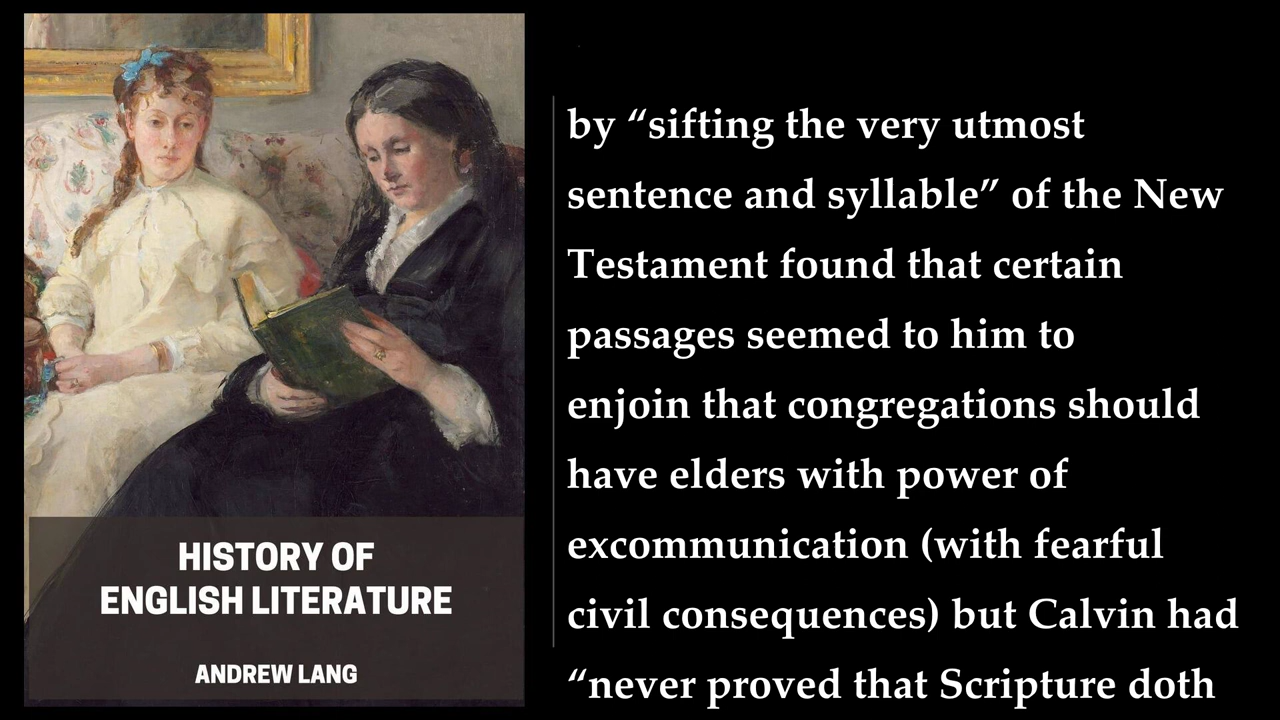 HISTORY OF
ENGLISH LITERATURE
ANDREW LANG
by “sifting the very utmost
sentence and syllable” of the New
Testament found that certain
passages seemed to him to
enjoin that congregations should
have elders with power of
excommunication (with fearful
civil consequences) but Calvin had
“never proved that Scripture doth